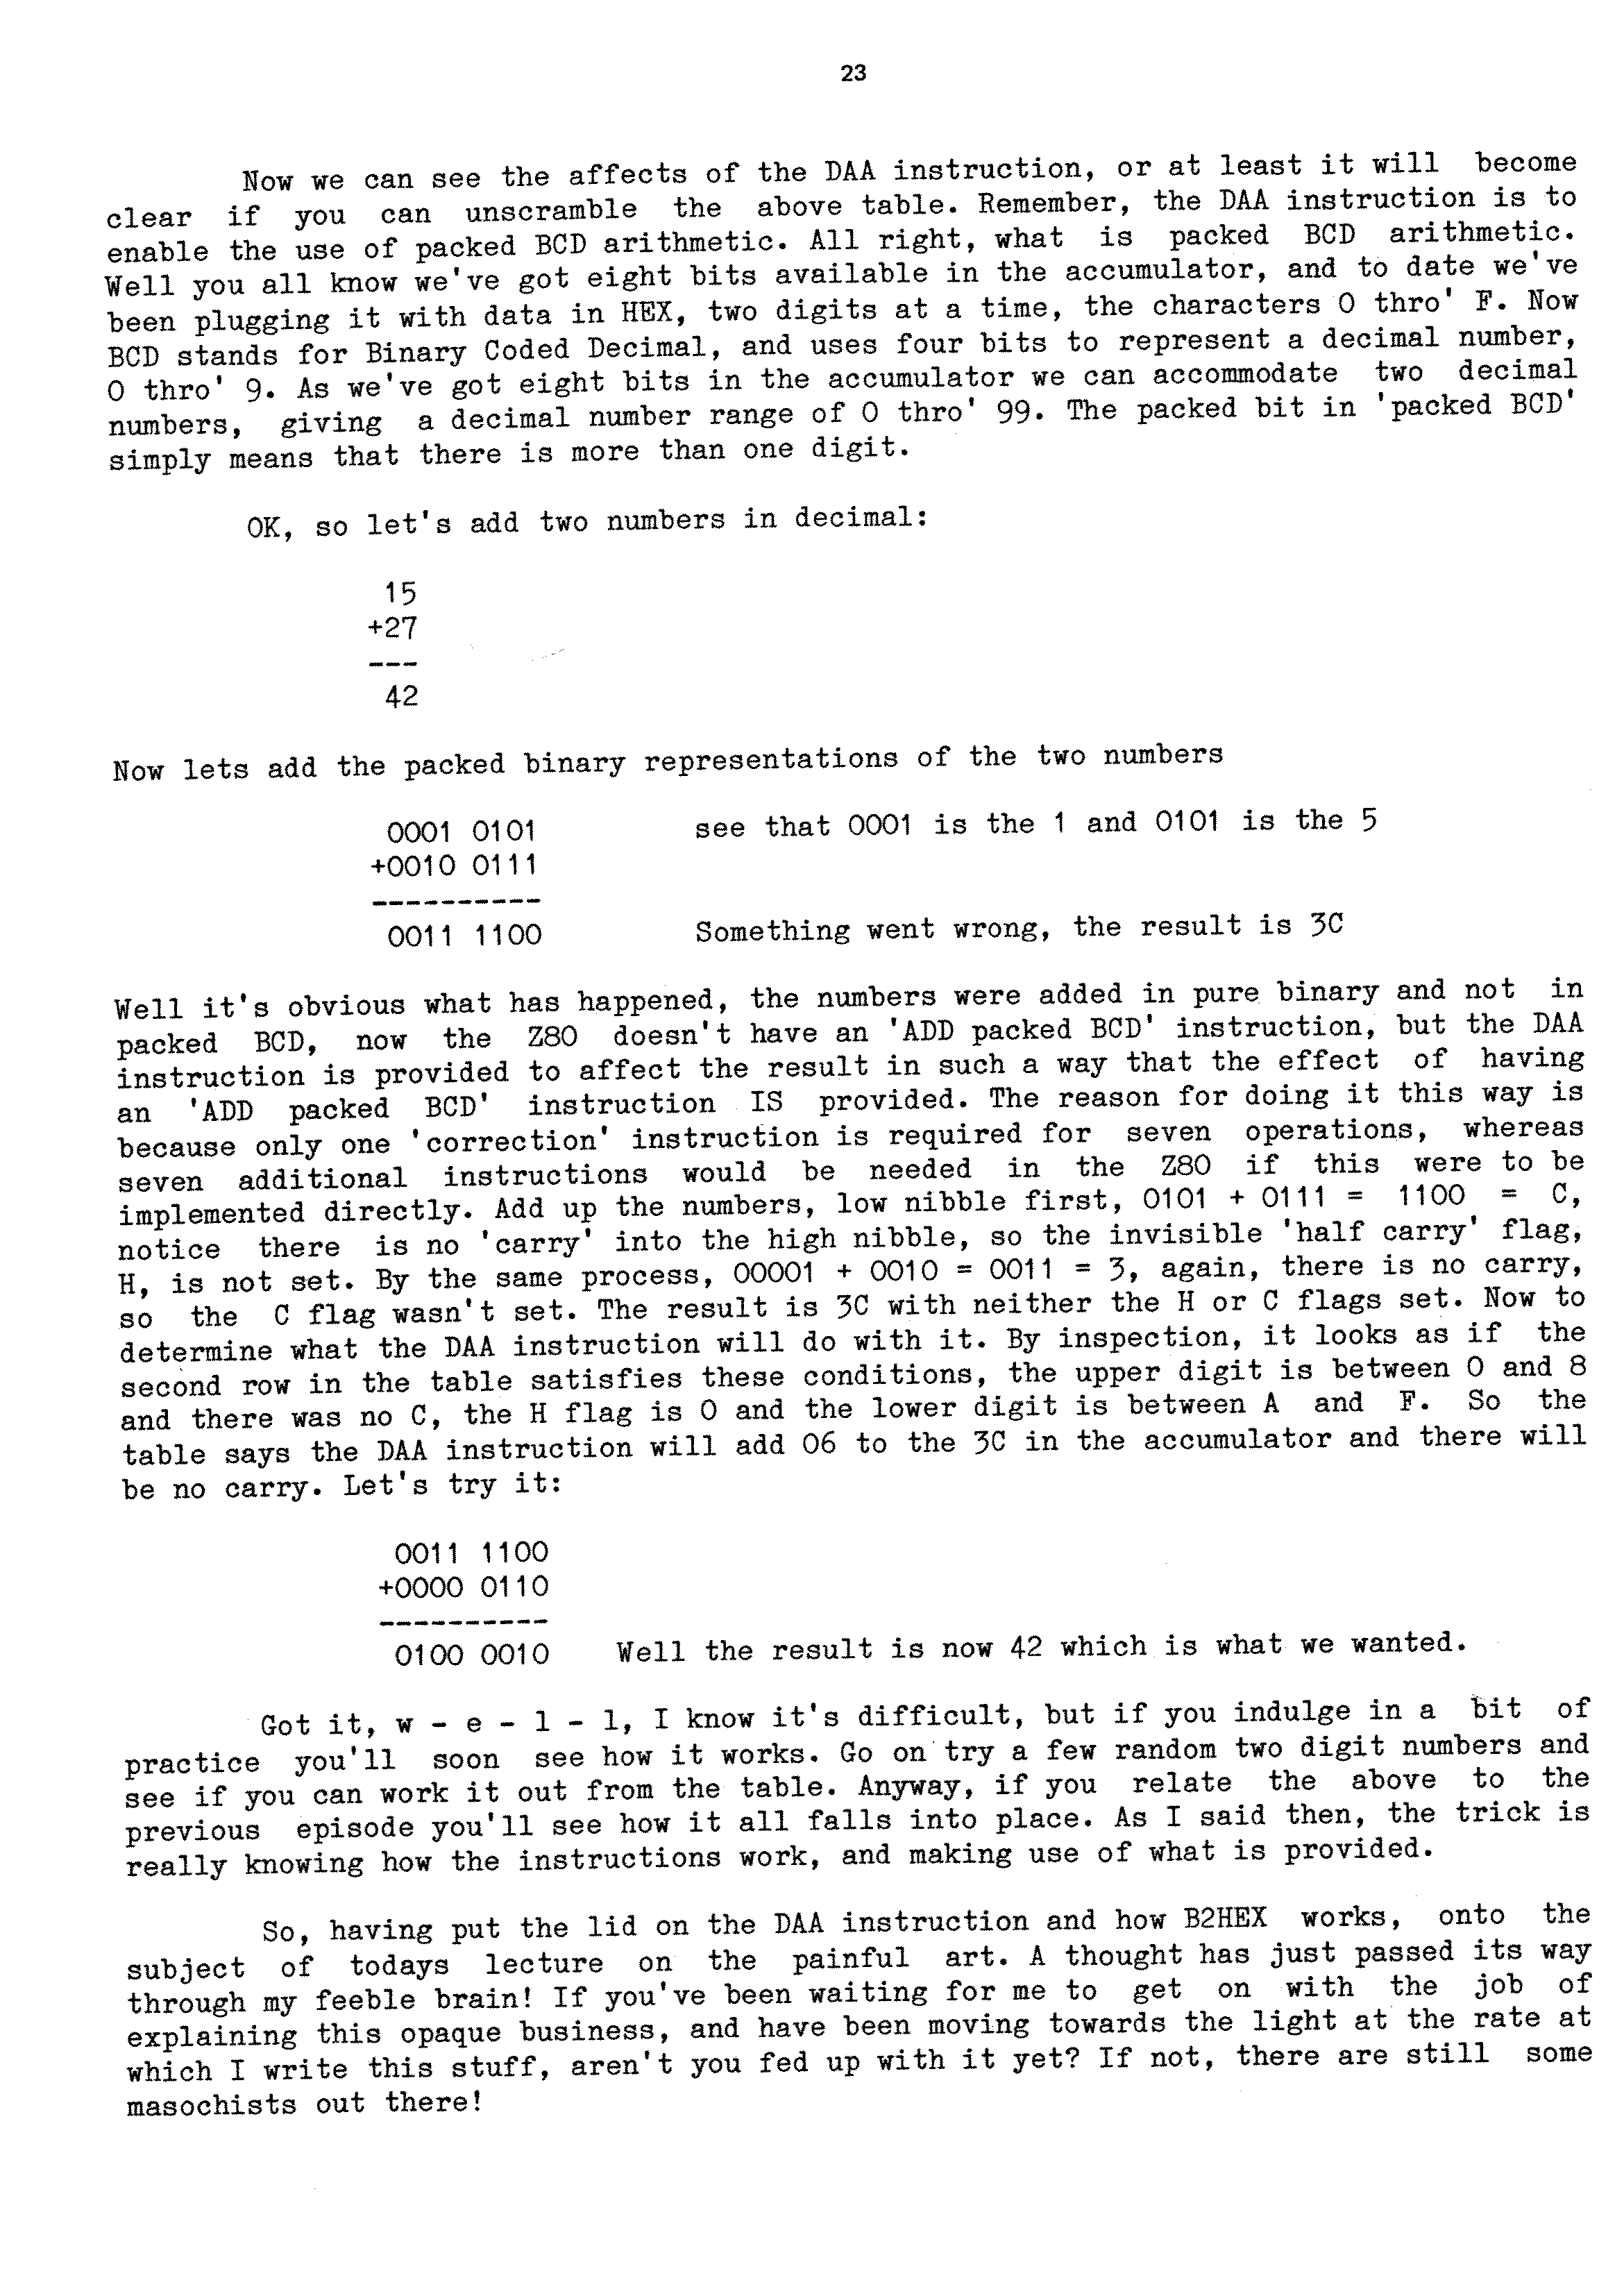 23
Now we can see the affects of the DAA instruction, or at least it will become
clear if you can unscramble the above table. Remember, the DAA instruction is to
enable the use of packed BCD arithmetic. All right, what is packed BCD arithmetic.
Well you all know we've got eight bits available in the accumulator, and to date we've
been plugging it with data in HEX, two digits at a time, the characters 0 thro' F. Now
BCD stands for Binary Coded Decimal, and uses four bits to represent a decimal number,
0 thro' 9. As we've got eight bits in the accumulator we can accommodate two decimal
numbers, giving a decimal number range of 0 thro' 99. The packed bit in 'packed BCD'
simply means that there is more than one digit.
OK, so let's add two numbers in decimal:
15
+27
---
42
Now lets add the packed binary representations of the two numbers
0001 0101 see that 0001 is the 1 and 0101 is the 5
+0010 0111
----------
0011 1100 Something went wrong, the result is 3C
Well it's obvious what has happened, the numbers were added in pure binary and not in
packed BCD, now the Z80 doesn't have an 'ADD packed BCD' instruction, but the DAA
instruction is provided to affect the result in such a way that the effect of having
an 'ADD packed BCD' instruction IS provided. The reason for doing it this way is
because only one 'correction' instruction is required for seven operations, whereas
seven additional instructions would be needed in the Z80 if this were to be
implemented directly. Add up the numbers, low nibble first, 0101 + 0111 = 1100 = C,
notice there is no 'carry' into the high nibble, so the invisible 'half carry' flag,
H, is not set. By the same process, 00001 + 0010 = 0011 = 3, again, there is no carry,
so the C flag wasn't set. The result is 3C with neither the H or C flags set. Now to
determine what the DAA instruction will do with it. By inspection, it looks as if the
second row in the table satisfies these conditions, the upper digit is between 0 and 8
and there was no C, the H flag is 0 and the lower digit is between A and F. So the
table says the DAA instruction will add 06 to the 3C in the accumulator and there will
be no carry. Let's try it:
0011 1100
+0000 0110
----------
0100 0010 Well the result is now 42 which is what we wanted.
Got it, w - e - l - l, I know it's difficult, but if you indulge in a bit of
practice you'll soon see how it works. Go on try a few random two digit numbers and
see if you can work it out from the table. Anyway, if you relate the above to the
previous episode you'll see how it all falls into place. As I said then, the trick is
really knowing how the instructions work, and making use of what is provided.
So, having put the lid on the DAA instruction and how B2HEX works, onto the
subject of todays lecture on the painful art. A thought has just passed its way
through my feeble brain! If you've been waiting for me to get on with the job of
explaining this opaque business, and have been moving towards the light at the rate at
which I write this stuff, aren't you fed up with it yet? If not, there are still some
masochists out there!